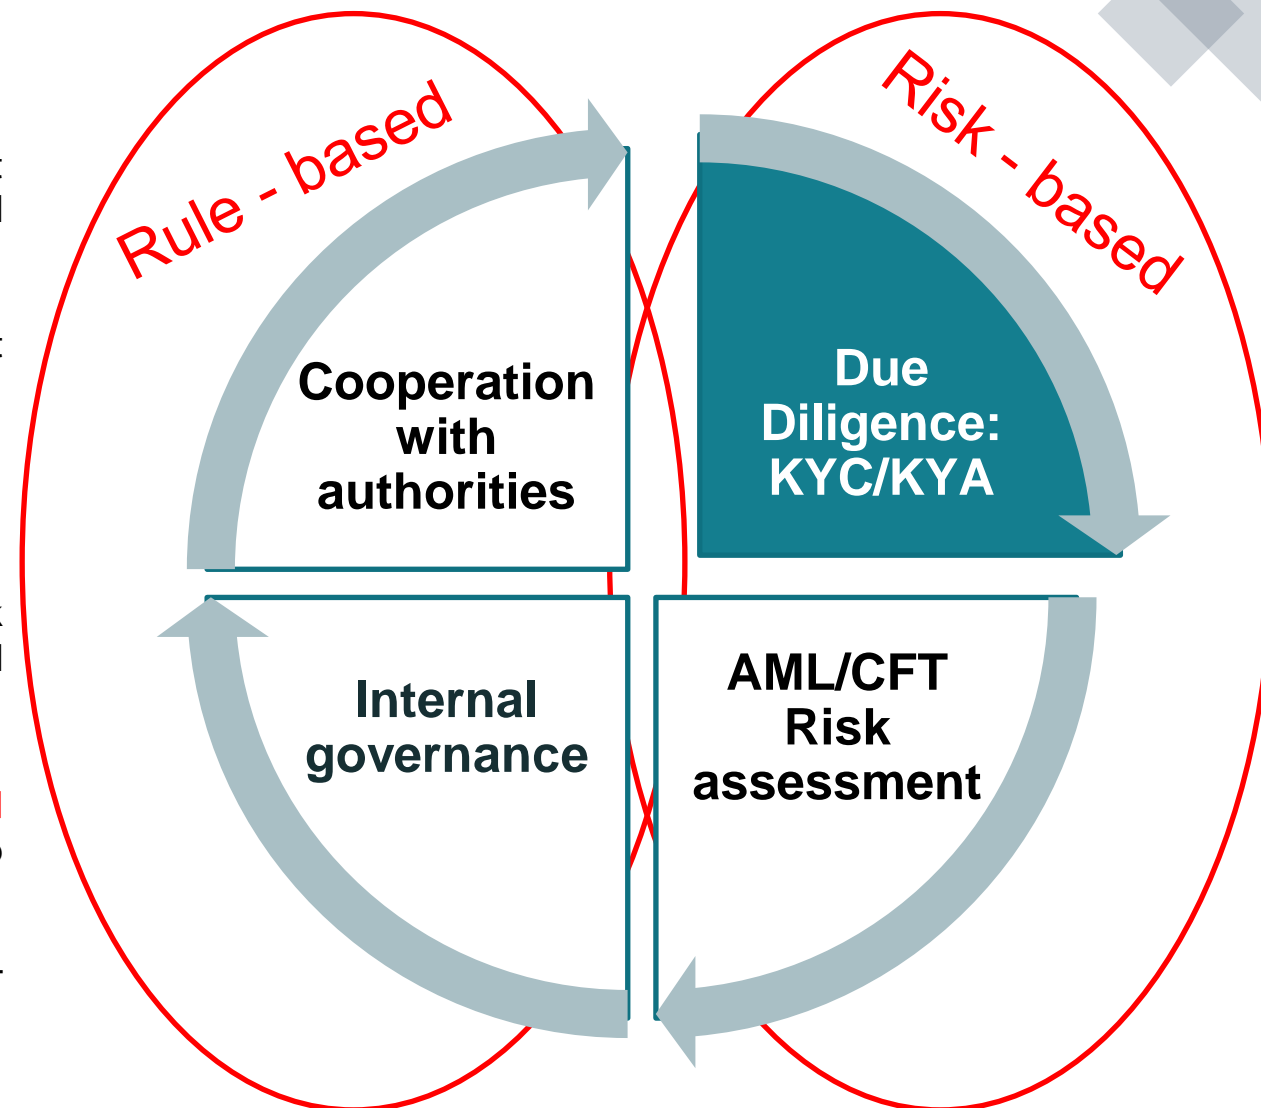 Rule - based
Risk - based
Cooperation
with
authorities
Due
Diligence:
KYC/KYA
Internal
governance
AML/CFT
Risk
assessment